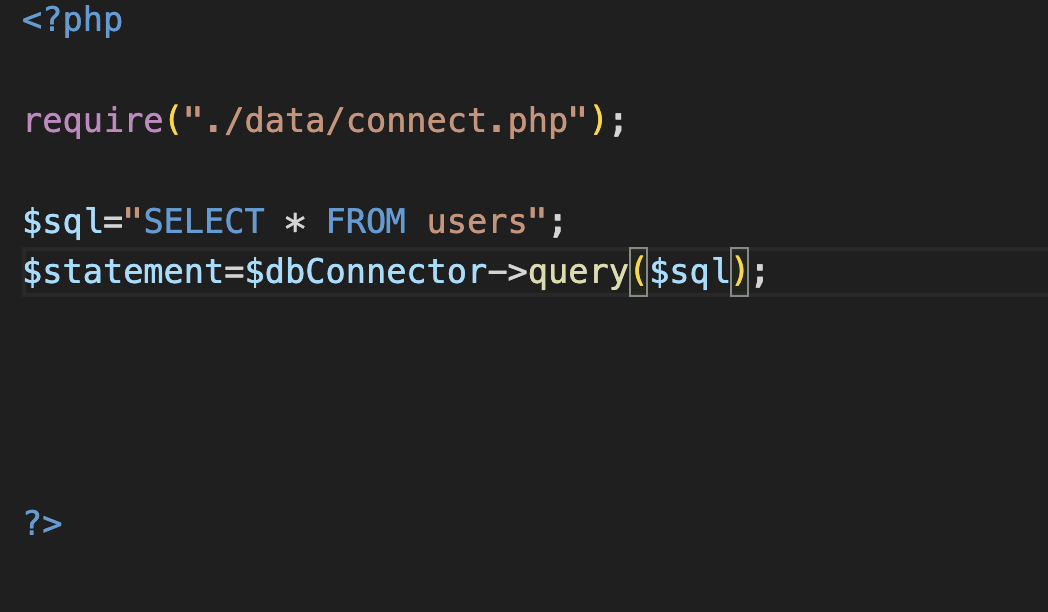 <?php
require("./data/connect.php");
$sql="SELECT * FROM users";
$statement=$dbConnector->query($sql);
?>